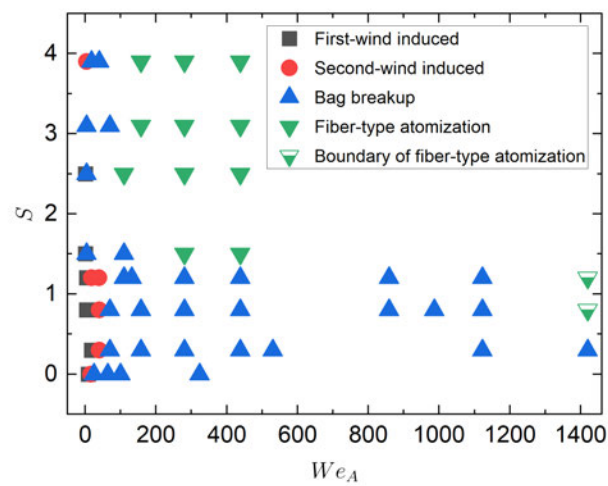 First-wind induced
Second-wind induced
Bag breakup
Fiber-type atomization
Boundary of fiber-type atomization
4
3
2
1
0
S
0 200 400 600 800 1000 1200 1400
We_A